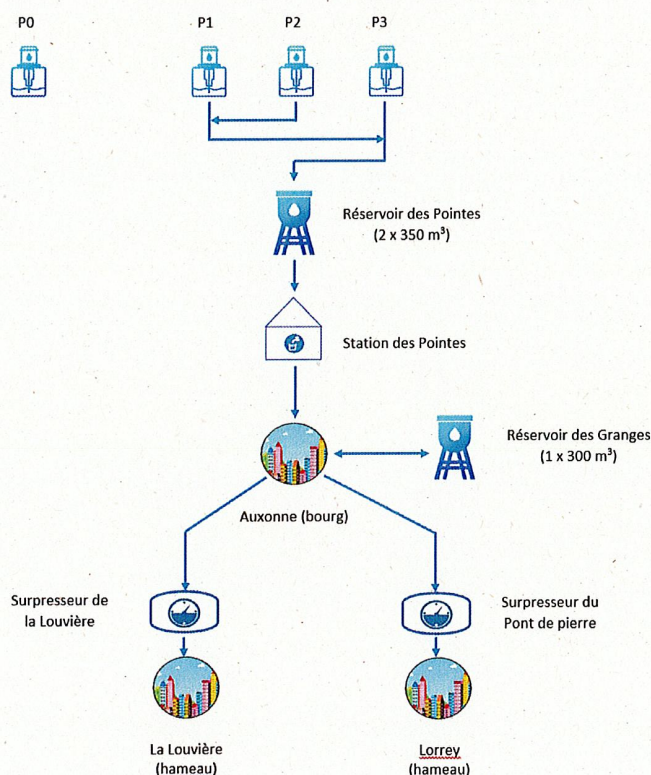 P0
P1
P2
P3
Réservoir des Pointes
(2 x 350 m³)
Station des Pointes
Réservoir des Granges
(1 x 300 m³)
Auxonne (bourg)
Surpresseur de
la Louvière
Surpresseur du
Pont de pierre
La Louvière
(hameau)
Lorrey
(hameau)